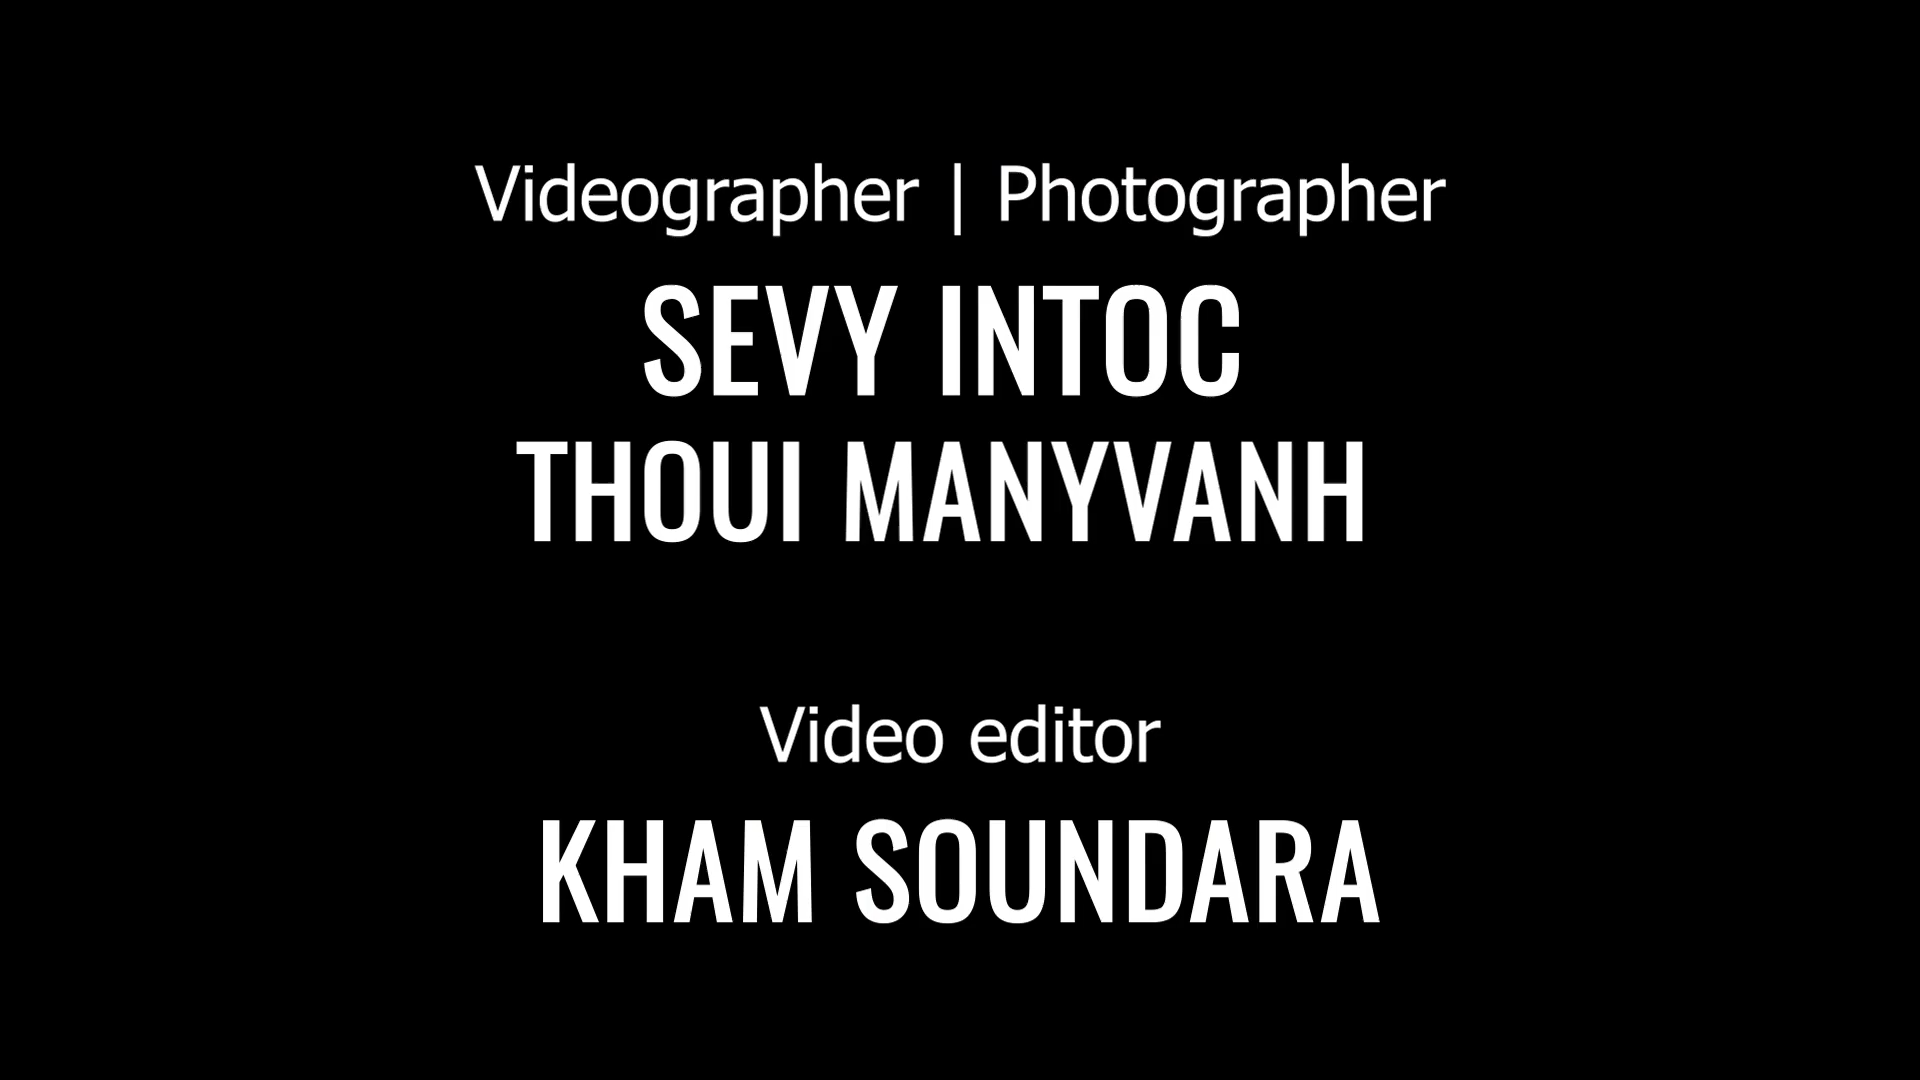 Videographer | Photographer
SEVY INTOC
THOUI MANYVANH
Video editor
KHAM SOUNDARA